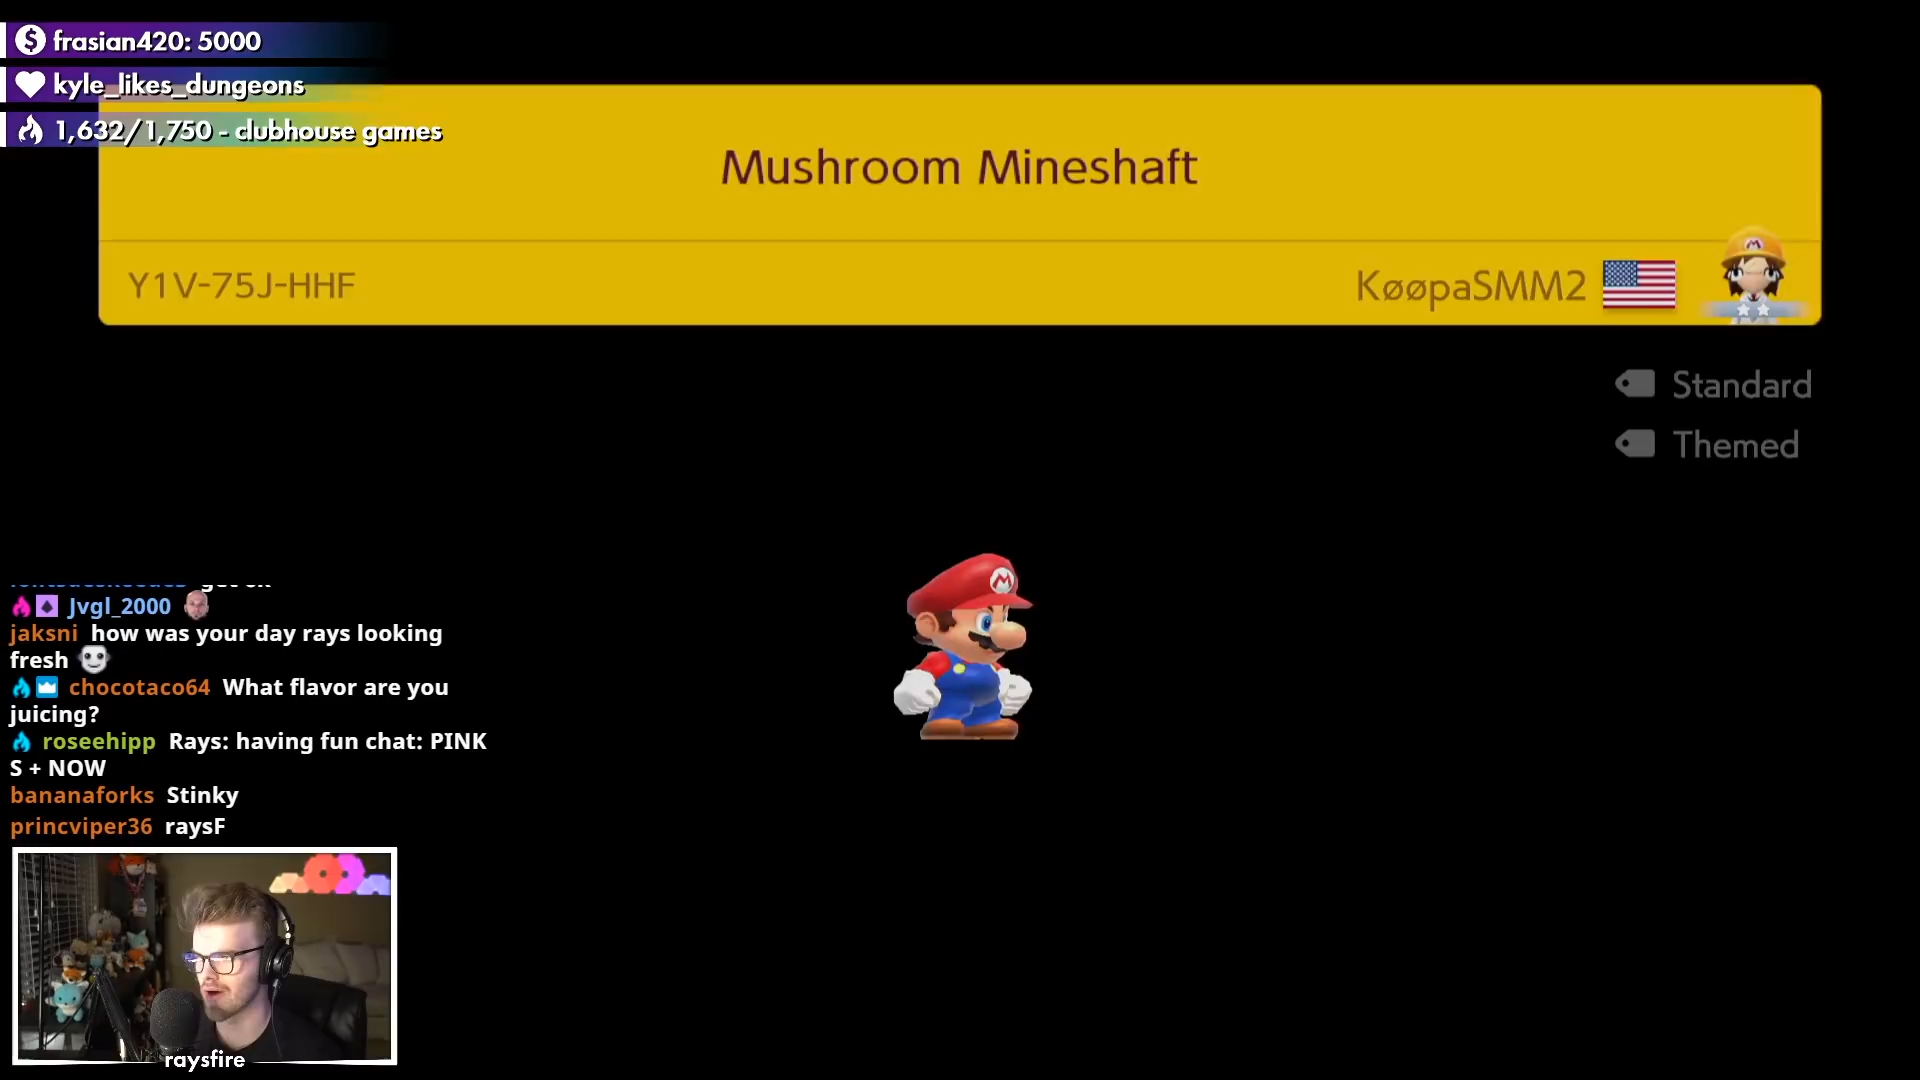 frasian420: 5000
kyle_likes_dungeons
1,632/1,750 - clubhouse games
Mushroom Mineshaft
Y1V-75J-HHF
KøøpaSMM2
Standard
Themed
Jvgl_2000
jaksni how was your day rays looking
fresh
chocotaco64 What flavor are you
juicing?
roseehipp Rays: having fun chat: PINK
S + NOW
bananaforks Stinky
princviper36 raysF
raysfire